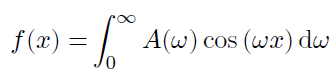 f(x) = ∫₀^∞ A(ω) cos (ωx) dω